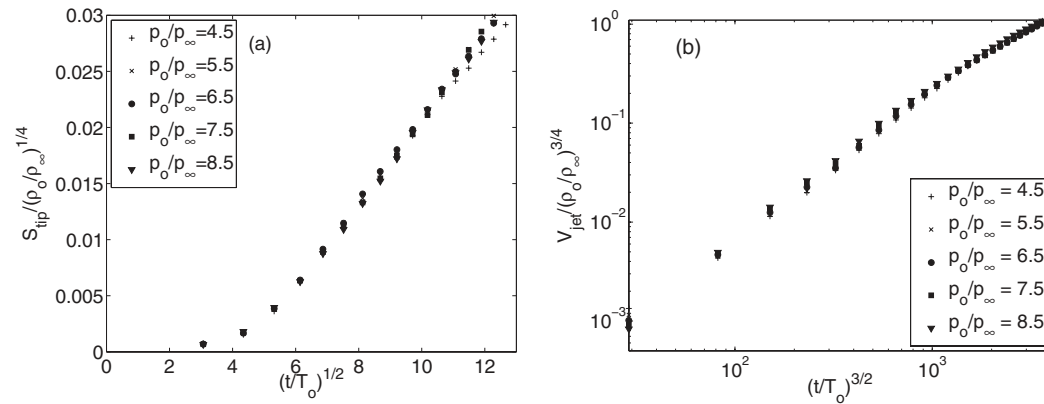 0.03
0.025
0.02
0.015
0.01
0.005
0
S_tip/(ρ_o/ρ_∞)^1/4
+ p_o/p_∞=4.5
× p_o/p_∞=5.5
● p_o/p_∞=6.5
■ p_o/p_∞=7.5
▼ p_o/p_∞=8.5
(a)
0 2 4 6 8 10 12
(t/T_o)^1/2
10^0
10^-1
10^-2
10^-3
V_jet/(ρ_o/ρ_∞)^3/4
(b)
+ p_o/p_∞ = 4.5
× p_o/p_∞ = 5.5
● p_o/p_∞ = 6.5
■ p_o/p_∞ = 7.5
▼ p_o/p_∞ = 8.5
10^2 10^3
(t/T_o)^3/2